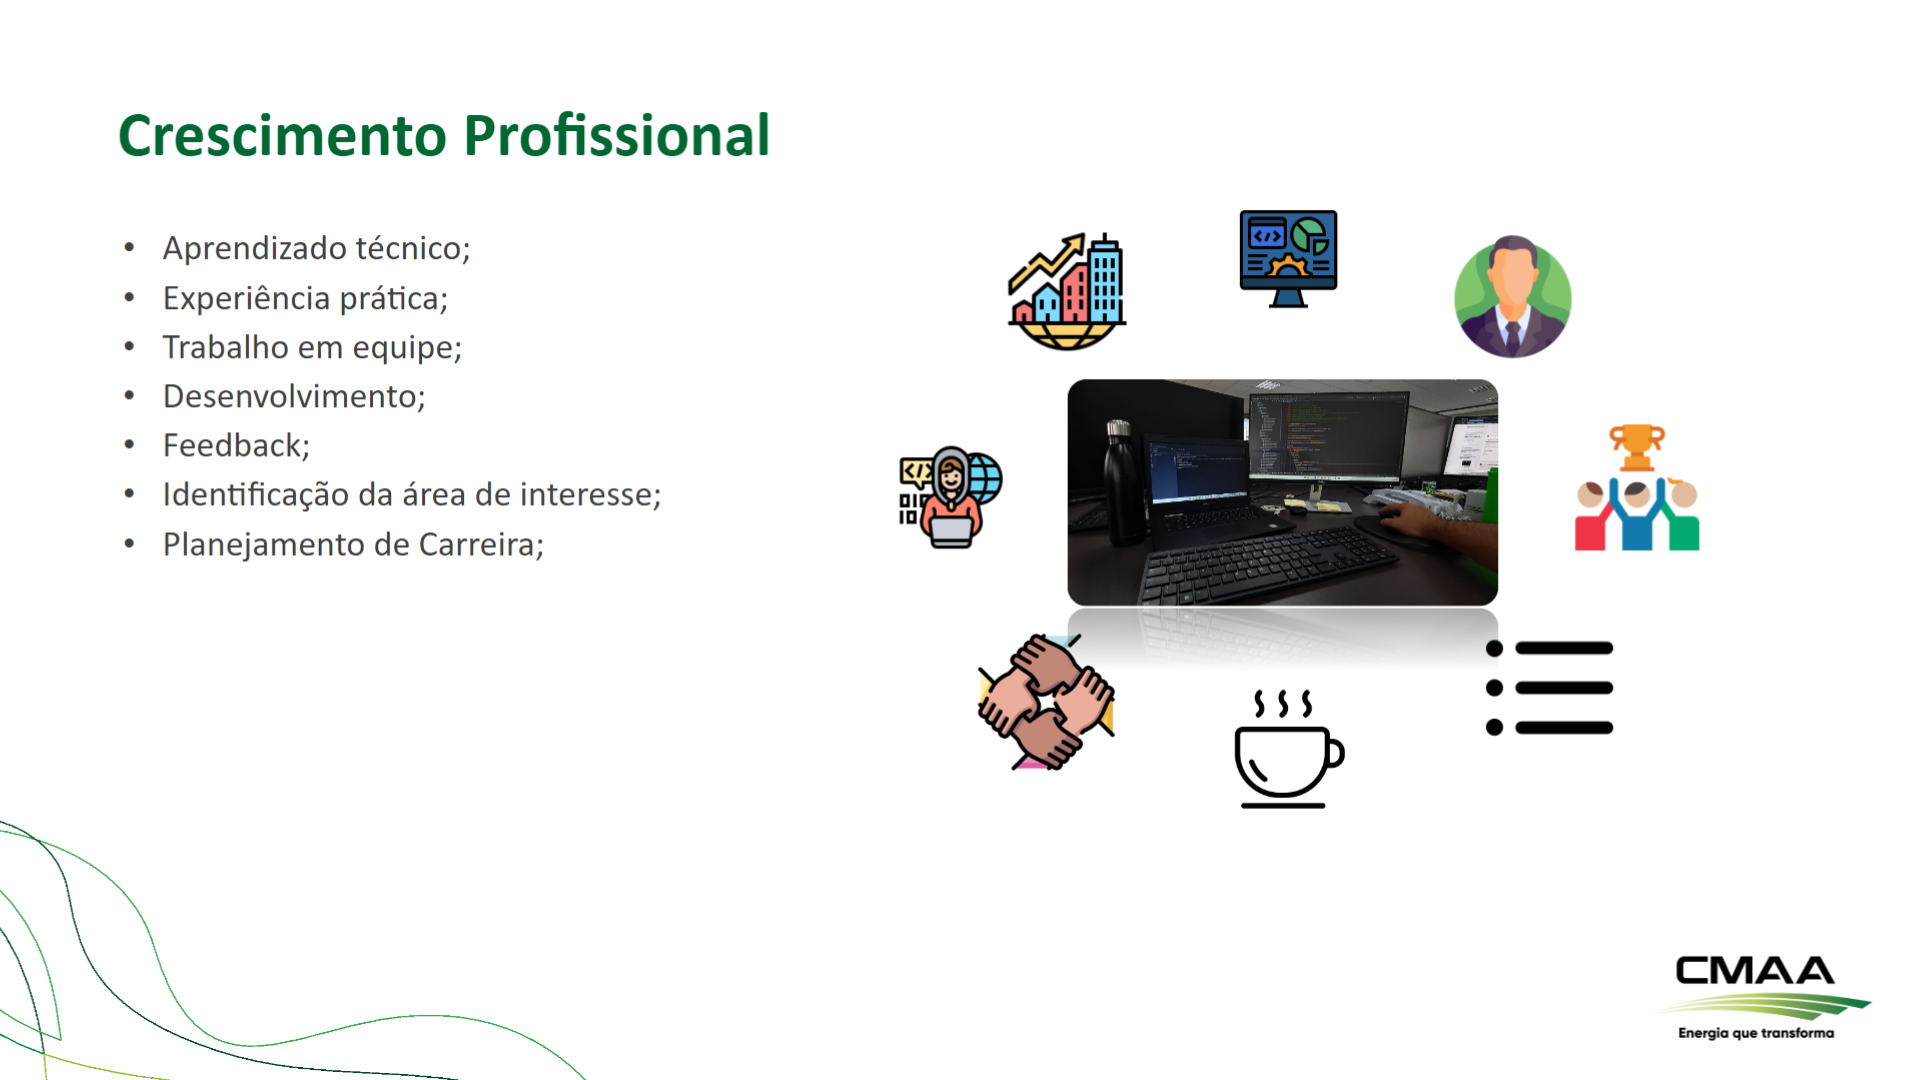 Crescimento Profissional
• Aprendizado técnico;
• Experiência prática;
• Trabalho em equipe;
• Desenvolvimento;
• Feedback;
• Identificação da área de interesse;
• Planejamento de Carreira;
CMAA
Energia que transforma